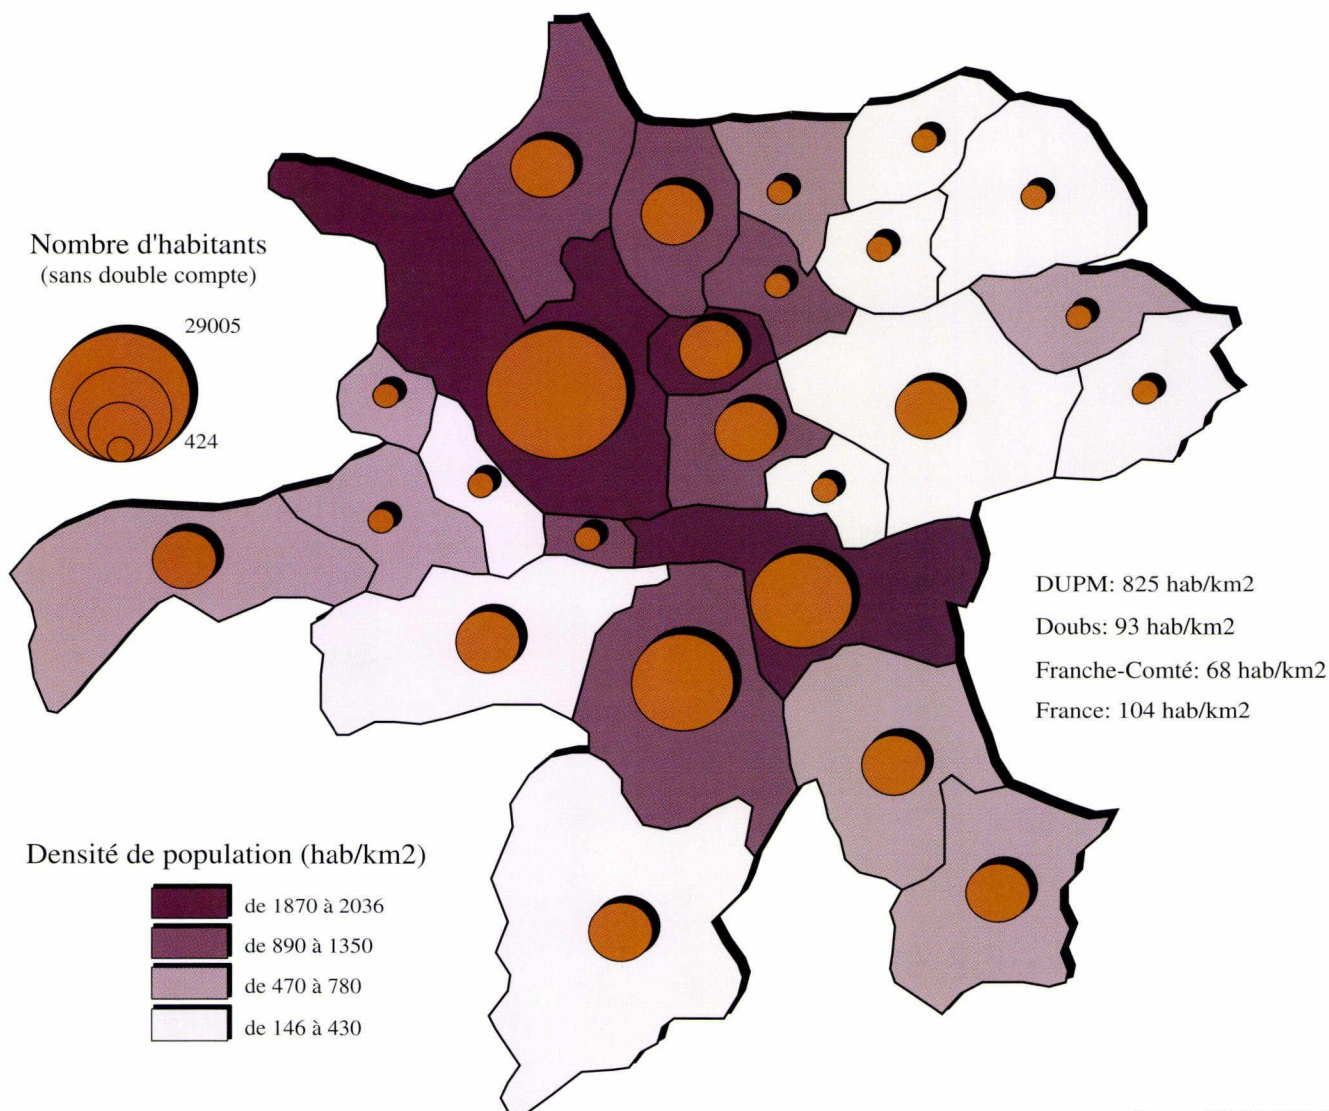 Nombre d'habitants
(sans double compte)
29005
424
DUPM: 825 hab/km2
Doubs: 93 hab/km2
Franche-Comté: 68 hab/km2
France: 104 hab/km2
Densité de population (hab/km2)
de 1870 à 2036
de 890 à 1350
de 470 à 780
de 146 à 430